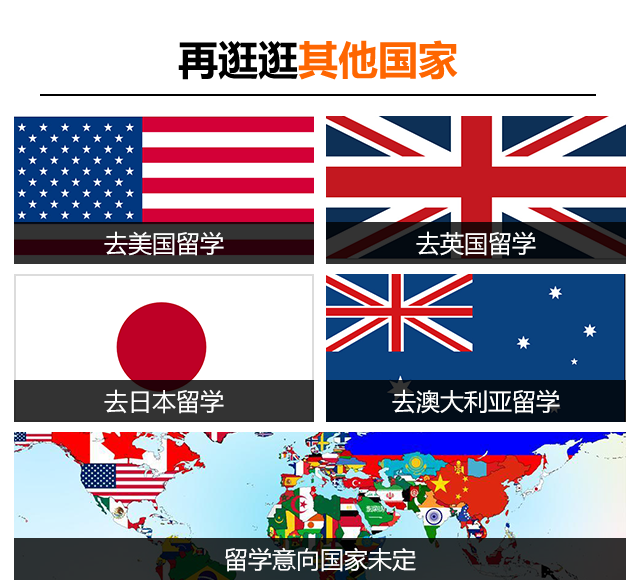 再逛逛其他国家
去美国留学
去英国留学
去日本留学
去澳大利亚留学
留学意向国家未定